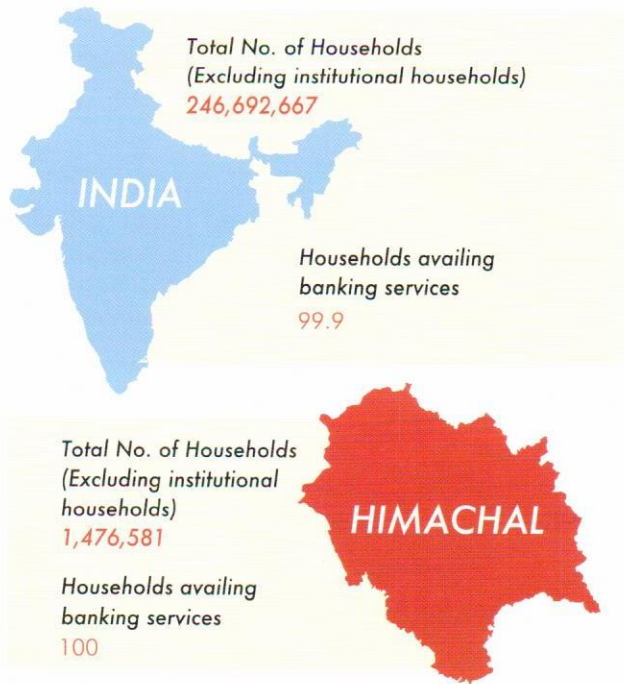 Total No. of Households
(Excluding institutional households)
246,692,667
INDIA
Households availing
banking services
99.9
Total No. of Households
(Excluding institutional
households)
1,476,581
HIMACHAL
Households availing
banking services
100